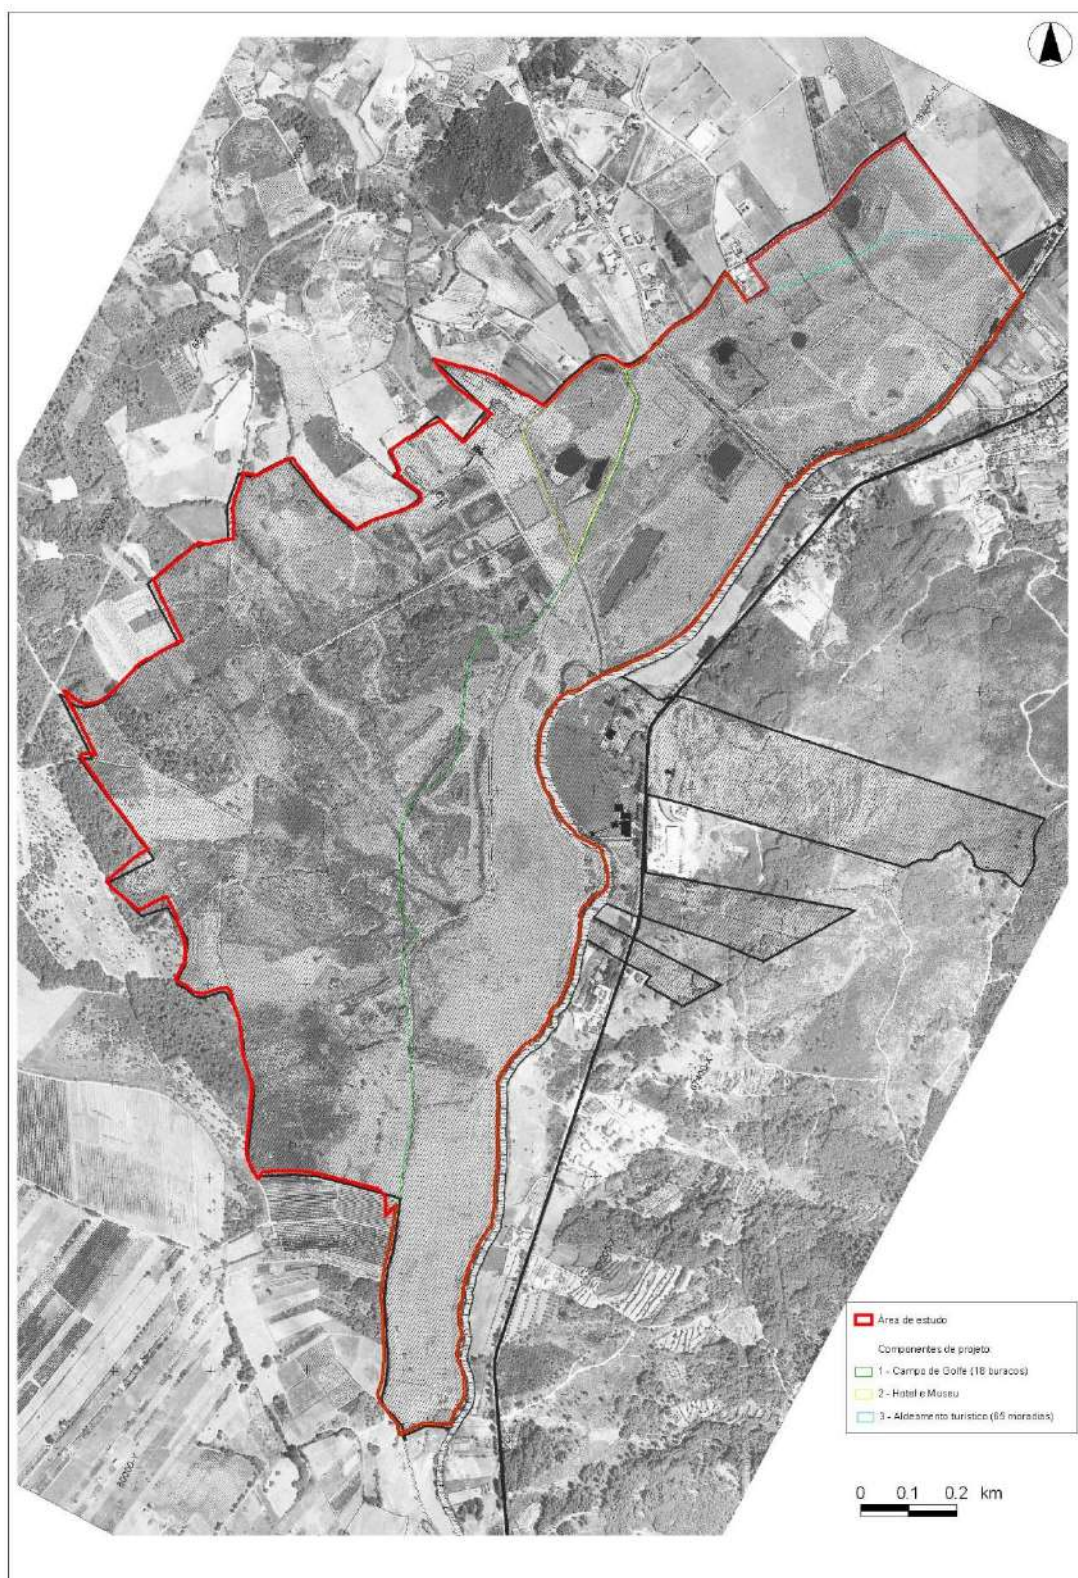 Área de estudo
Componentes de projeto
1 - Campo de Golfe (18 buracos)
2 - Hotel e Museu
3 - Aldeamento turístico (65 moradias)
0 0.1 0.2 km